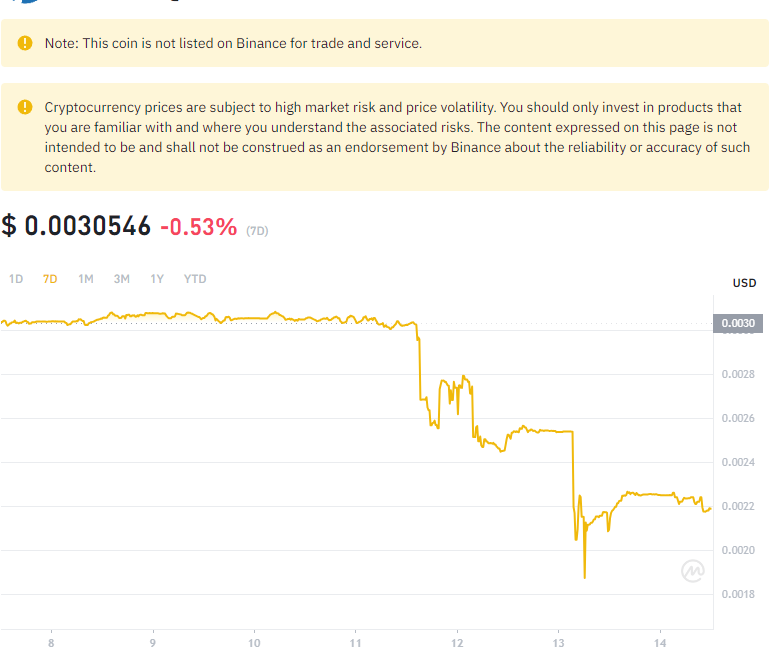 Note: This coin is not listed on Binance for trade and service.
Cryptocurrency prices are subject to high market risk and price volatility. You should only invest in products that
you are familiar with and where you understand the associated risks. The content expressed on this page is not
intended to be and shall not be construed as an endorsement by Binance about the reliability or accuracy of such
content.
$ 0.0030546 -0.53% (7D)
1D 7D 1M 3M 1Y YTD
USD
0.0030
0.0028
0.0026
0.0024
0.0022
0.0020
0.0018
8 9 10 11 12 13 14